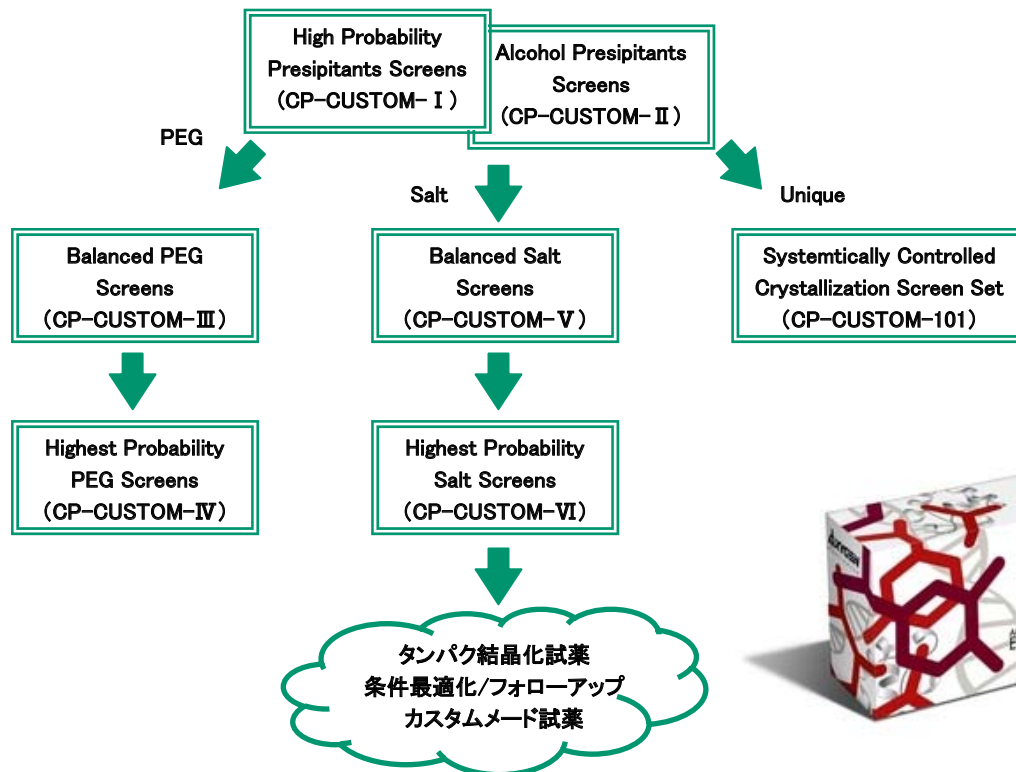 High Probability
Presipitants Screens
(CP-CUSTOM-Ⅰ)
Alcohol Presipitants
Screens
(CP-CUSTOM-Ⅱ)
PEG
Salt
Unique
Balanced PEG
Screens
(CP-CUSTOM-Ⅲ)
Balanced Salt
Screens
(CP-CUSTOM-Ⅴ)
Systemtically Controlled
Crystallization Screen Set
(CP-CUSTOM-101)
Highest Probability
PEG Screens
(CP-CUSTOM-Ⅳ)
Highest Probability
Salt Screens
(CP-CUSTOM-Ⅵ)
AXYGEN
タンパク結晶化試薬
条件最適化/フォローアップ
カスタムメード試薬